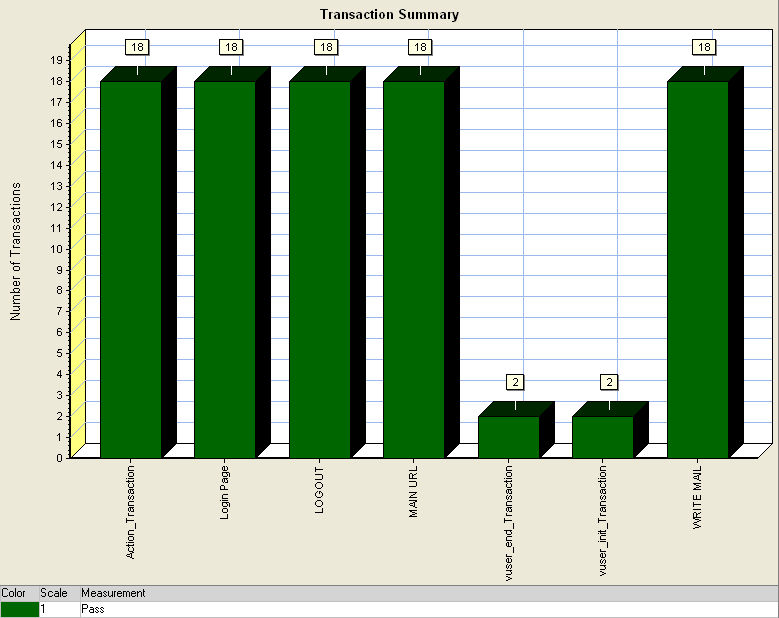 Transaction Summary
18 18 18 18 2 2 18
Number of Transactions
19
18
17
16
15
14
13
12
11
10
9
8
7
6
5
4
3
2
1
0
Action_Transaction
Login Page
LOGOUT
MAIN URL
vuser_end_Transaction
vuser_init_Transaction
WRITE MAIL
Color Scale Measurement
1 Pass